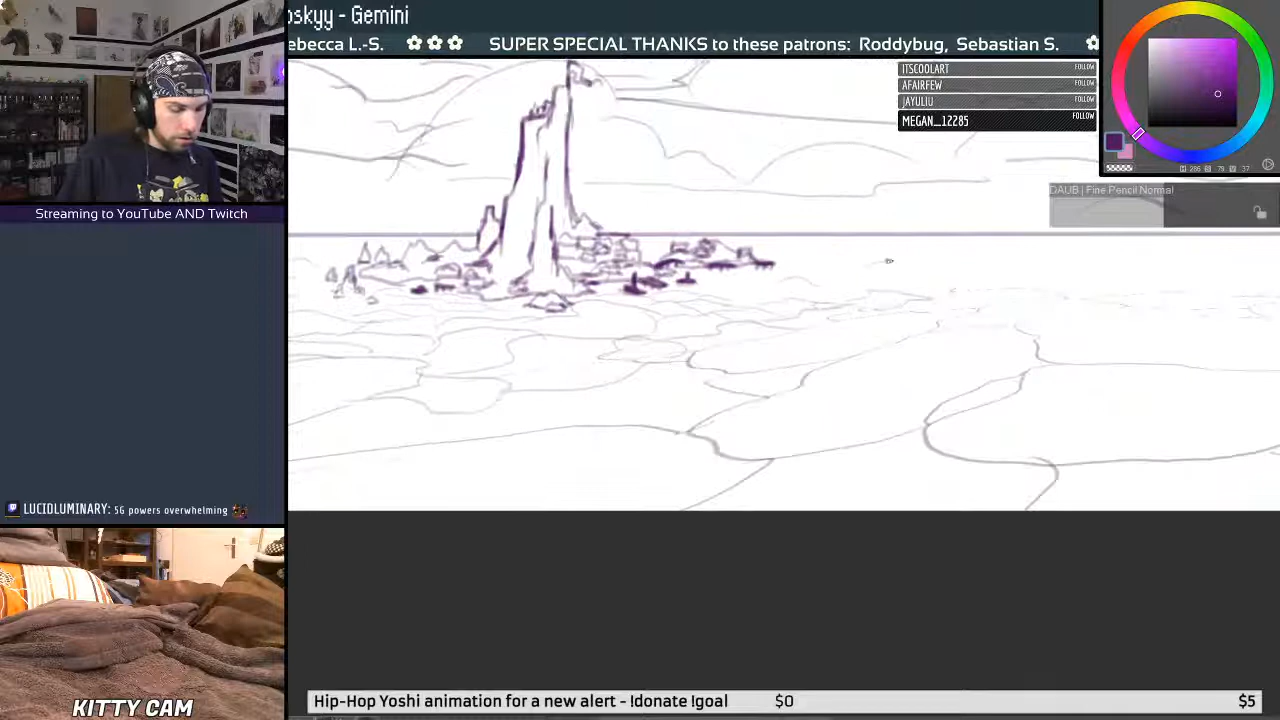 oskyy - Gemini
ebecca L.-S. ✿ ✿ ✿ SUPER SPECIAL THANKS to these patrons: Roddybug, Sebastian S. ✿
ITSCOOLART FOLLOW
AFAIRFEW FOLLOW
JAYULIU FOLLOW
MEGAN_12285 FOLLOW
DAUB | Fine Pencil Normal
Streaming to YouTube AND Twitch
LUCIDLUMINARY: 5G powers overwhelming
KITTY CAM
Hip-Hop Yoshi animation for a new alert - !donate !goal $0 $5